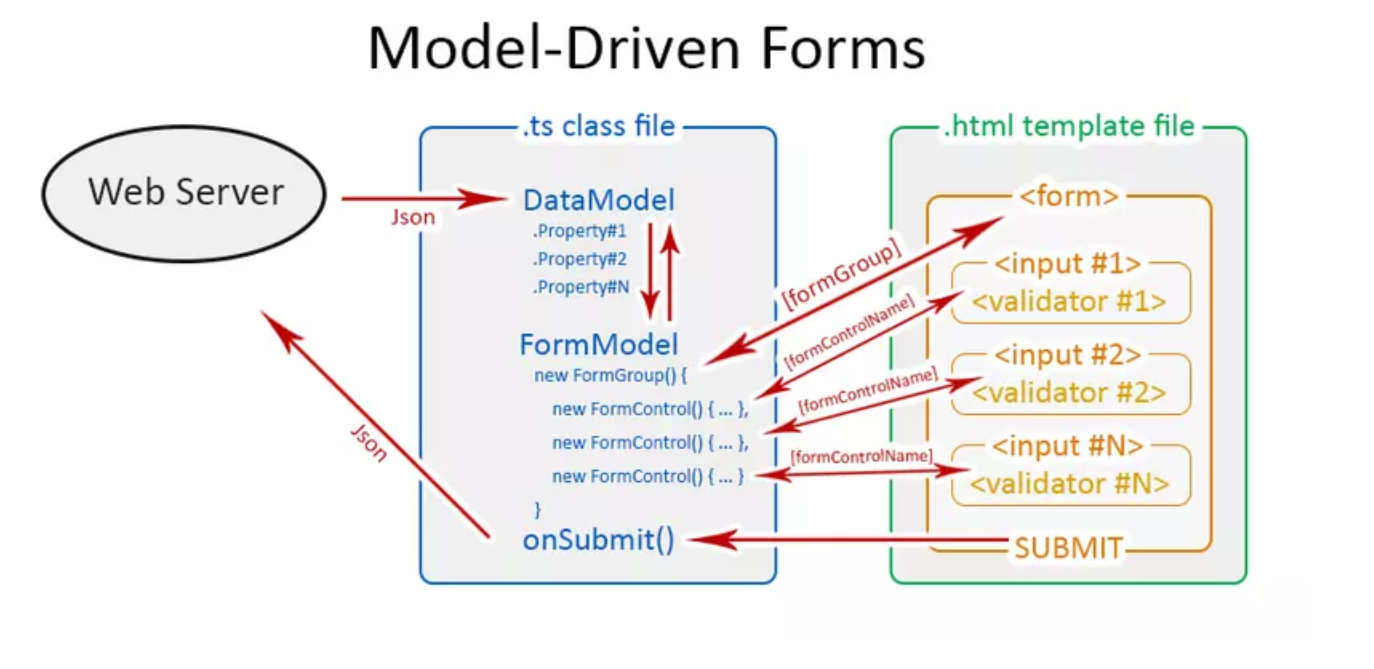 Model-Driven Forms
Web Server
Json
Json
.ts class file
DataModel
.Property#1
.Property#2
.Property#N
FormModel
new FormGroup() {
new FormControl() { ... },
new FormControl() { ... },
new FormControl() { ... }
}
onSubmit()
[formGroup]
[formControlName]
[formControlName]
[formControlName]
.html template file
<form>
<input #1>
<validator #1>
<input #2>
<validator #2>
<input #N>
<validator #N>
SUBMIT